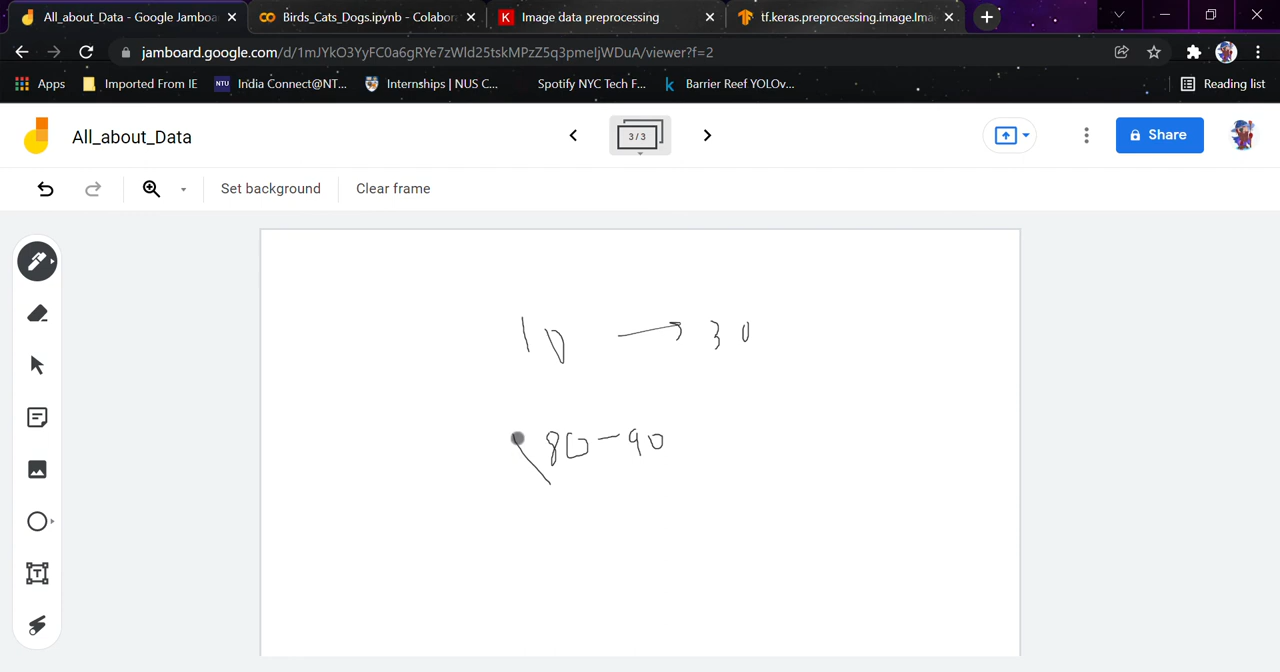 All_about_Data - Google Jamboa
Birds_Cats_Dogs.ipynb - Colabor
K Image data preprocessing
tf.keras.preprocessing.image.Ima
jamboard.google.com/d/1mJYkO3YyFC0a6gRYe7zWld25tskMPzZ5q3pmeljWDuA/viewer?f=2
Apps
Imported From IE
NTU India Connect@NT...
Internships | NUS C...
Spotify NYC Tech F...
k Barrier Reef YOLOv...
Reading list
All_about_Data
3 / 3
Share
Set background
Clear frame
10 → 30
80-90